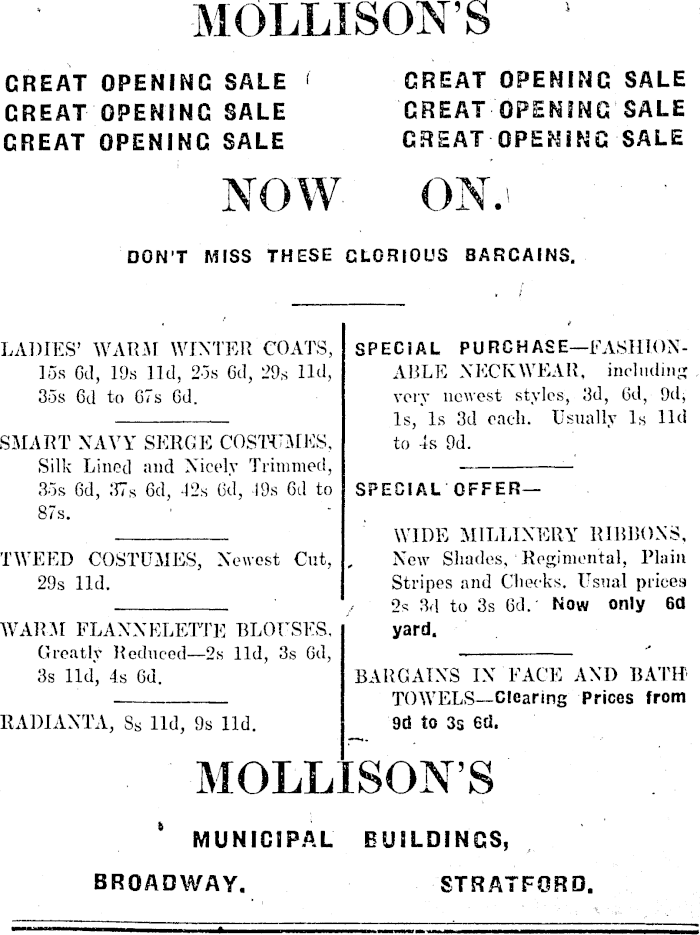 MOLLISON'S
GREAT OPENING SALE
GREAT OPENING SALE
GREAT OPENING SALE
GREAT OPENING SALE
GREAT OPENING SALE
GREAT OPENING SALE
NOW ON.
DON'T MISS THESE GLORIOUS BARGAINS.
LADIES' WARM WINTER COATS,
15s 6d, 19s 11d, 25s 6d, 29s 11d,
35s 6d to 67s 6d.
SMART NAVY SERGE COSTUMES,
Silk Lined and Nicely Trimmed,
35s 6d, 37s 6d, 42s 6d, 49s 6d to
87s.
TWEED COSTUMES, Newest Cut,
29s 11d.
WARM FLANNELETTE BLOUSES,
Greatly Reduced—2s 11d, 3s 6d,
3s 11d, 4s 6d.
RADIANTA, 8s 11d, 9s 11d.
SPECIAL PURCHASE—FASHION-
ABLE NECKWEAR, including
very newest styles, 3d, 6d, 9d,
1s, 1s 3d each. Usually 1s 11d
to 4s 9d.
SPECIAL OFFER—
WIDE MILLINERY RIBBONS,
New Shades, Regimental, Plain
Stripes and Checks. Usual prices
2s 3d to 3s 6d. Now only 6d
yard.
BARGAINS IN FACE AND BATH
TOWELS—Clearing Prices from
9d to 3s 6d.
MOLLISON'S
MUNICIPAL BUILDINGS,
BROADWAY. STRATFORD.